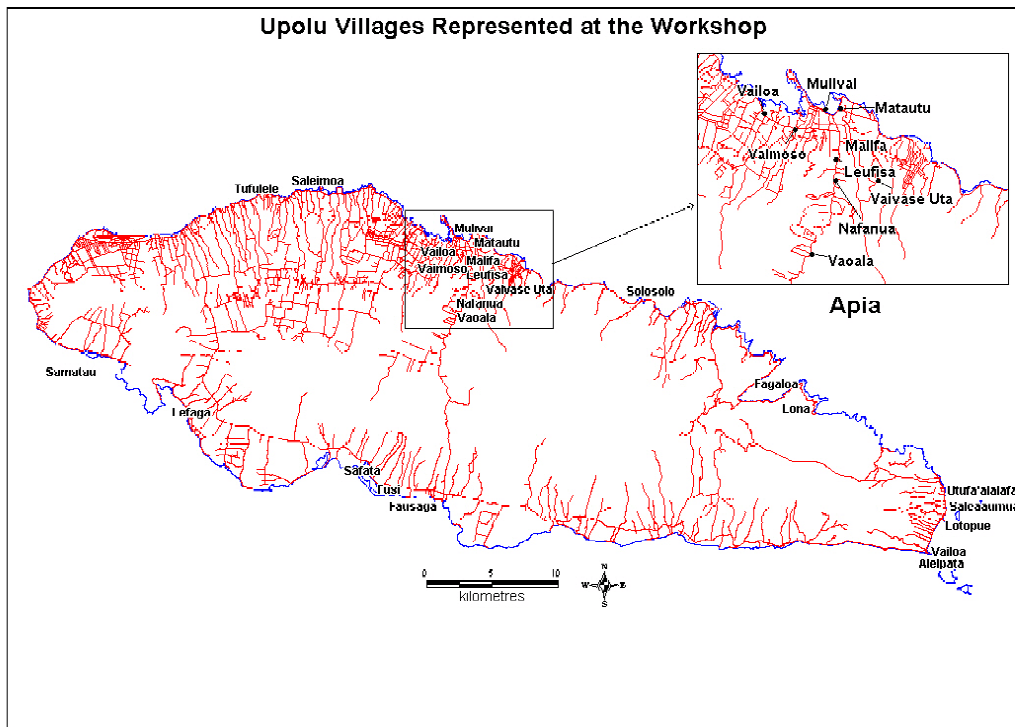 Upolu Villages Represented at the Workshop
Mulivai
Vailoa
Matautu
Vaimoso
Malifa
Leufisa
Vaivase Uta
Nafanua
Vaoala
Apia
Saleimoa
Tufulele
Mulivai
Matautu
Vailoa
Malifa
Vaimoso
Leufisa
Vaivase Uta
Nafanua
Vaoala
Solosolo
Samatau
Fagaloa
Lona
Lefaga
Safata
Tusi
Fausaga
Utufa'alalafa
Saleaaumua
Lotopue
Vailoa
Aleipata
0 5 10
kilometres
N
W E
S